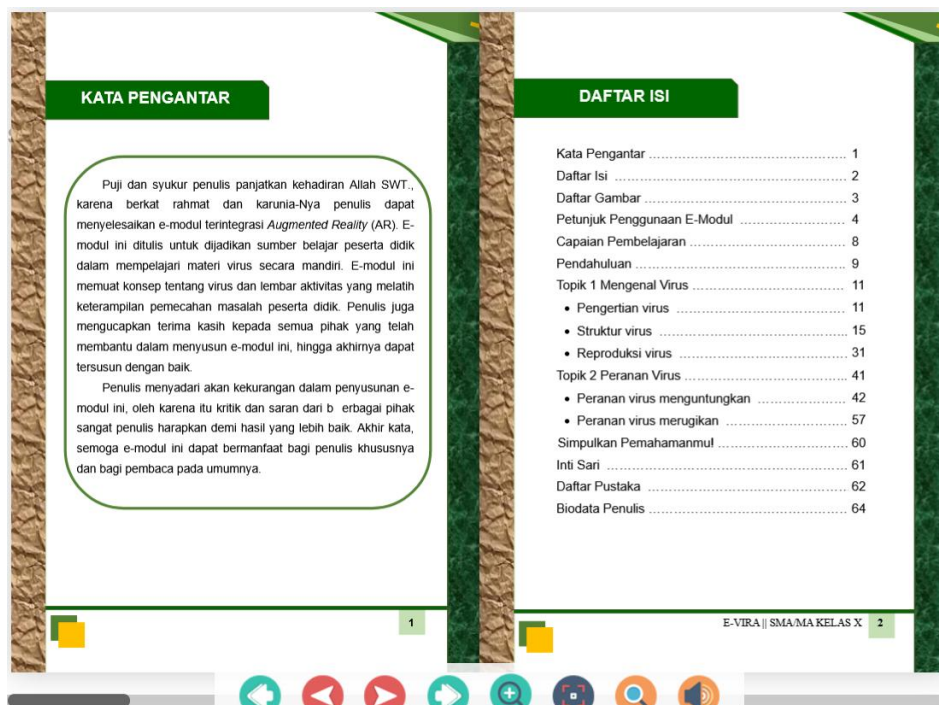 KATA PENGANTAR
Puji dan syukur penulis panjatkan kehadiran Allah SWT.,
karena berkat rahmat dan karunia-Nya penulis dapat
menyelesaikan e-modul terintegrasi Augmented Reality (AR). E-
modul ini ditulis untuk dijadikan sumber belajar peserta didik
dalam mempelajari materi virus secara mandiri. E-modul ini
memuat konsep tentang virus dan lembar aktivitas yang melatih
keterampilan pemecahan masalah peserta didik. Penulis juga
mengucapkan terima kasih kepada semua pihak yang telah
membantu dalam menyusun e-modul ini, hingga akhirnya dapat
tersusun dengan baik.
Penulis menyadari akan kekurangan dalam penyusunan e-
modul ini, oleh karena itu kritik dan saran dari b erbagai pihak
sangat penulis harapkan demi hasil yang lebih baik. Akhir kata,
semoga e-modul ini dapat bermanfaat bagi penulis khususnya
dan bagi pembaca pada umumnya.
1
DAFTAR ISI
Kata Pengantar ................................................ 1
Daftar Isi ........................................................ 2
Daftar Gambar ................................................. 3
Petunjuk Penggunaan E-Modul ......................... 4
Capaian Pembelajaran ...................................... 8
Pendahuluan ................................................... 9
Topik 1 Mengenal Virus ..................................... 11
• Pengertian virus ......................................... 11
• Struktur virus ............................................. 15
• Reproduksi virus ........................................ 31
Topik 2 Peranan Virus ....................................... 41
• Peranan virus menguntungkan ..................... 42
• Peranan virus merugikan ............................. 57
Simpulkan Pemahamanmu! ............................... 60
Inti Sari .......................................................... 61
Daftar Pustaka ................................................ 62
Biodata Penulis ................................................ 64
E-VIRA || SMA/MA KELAS X 2